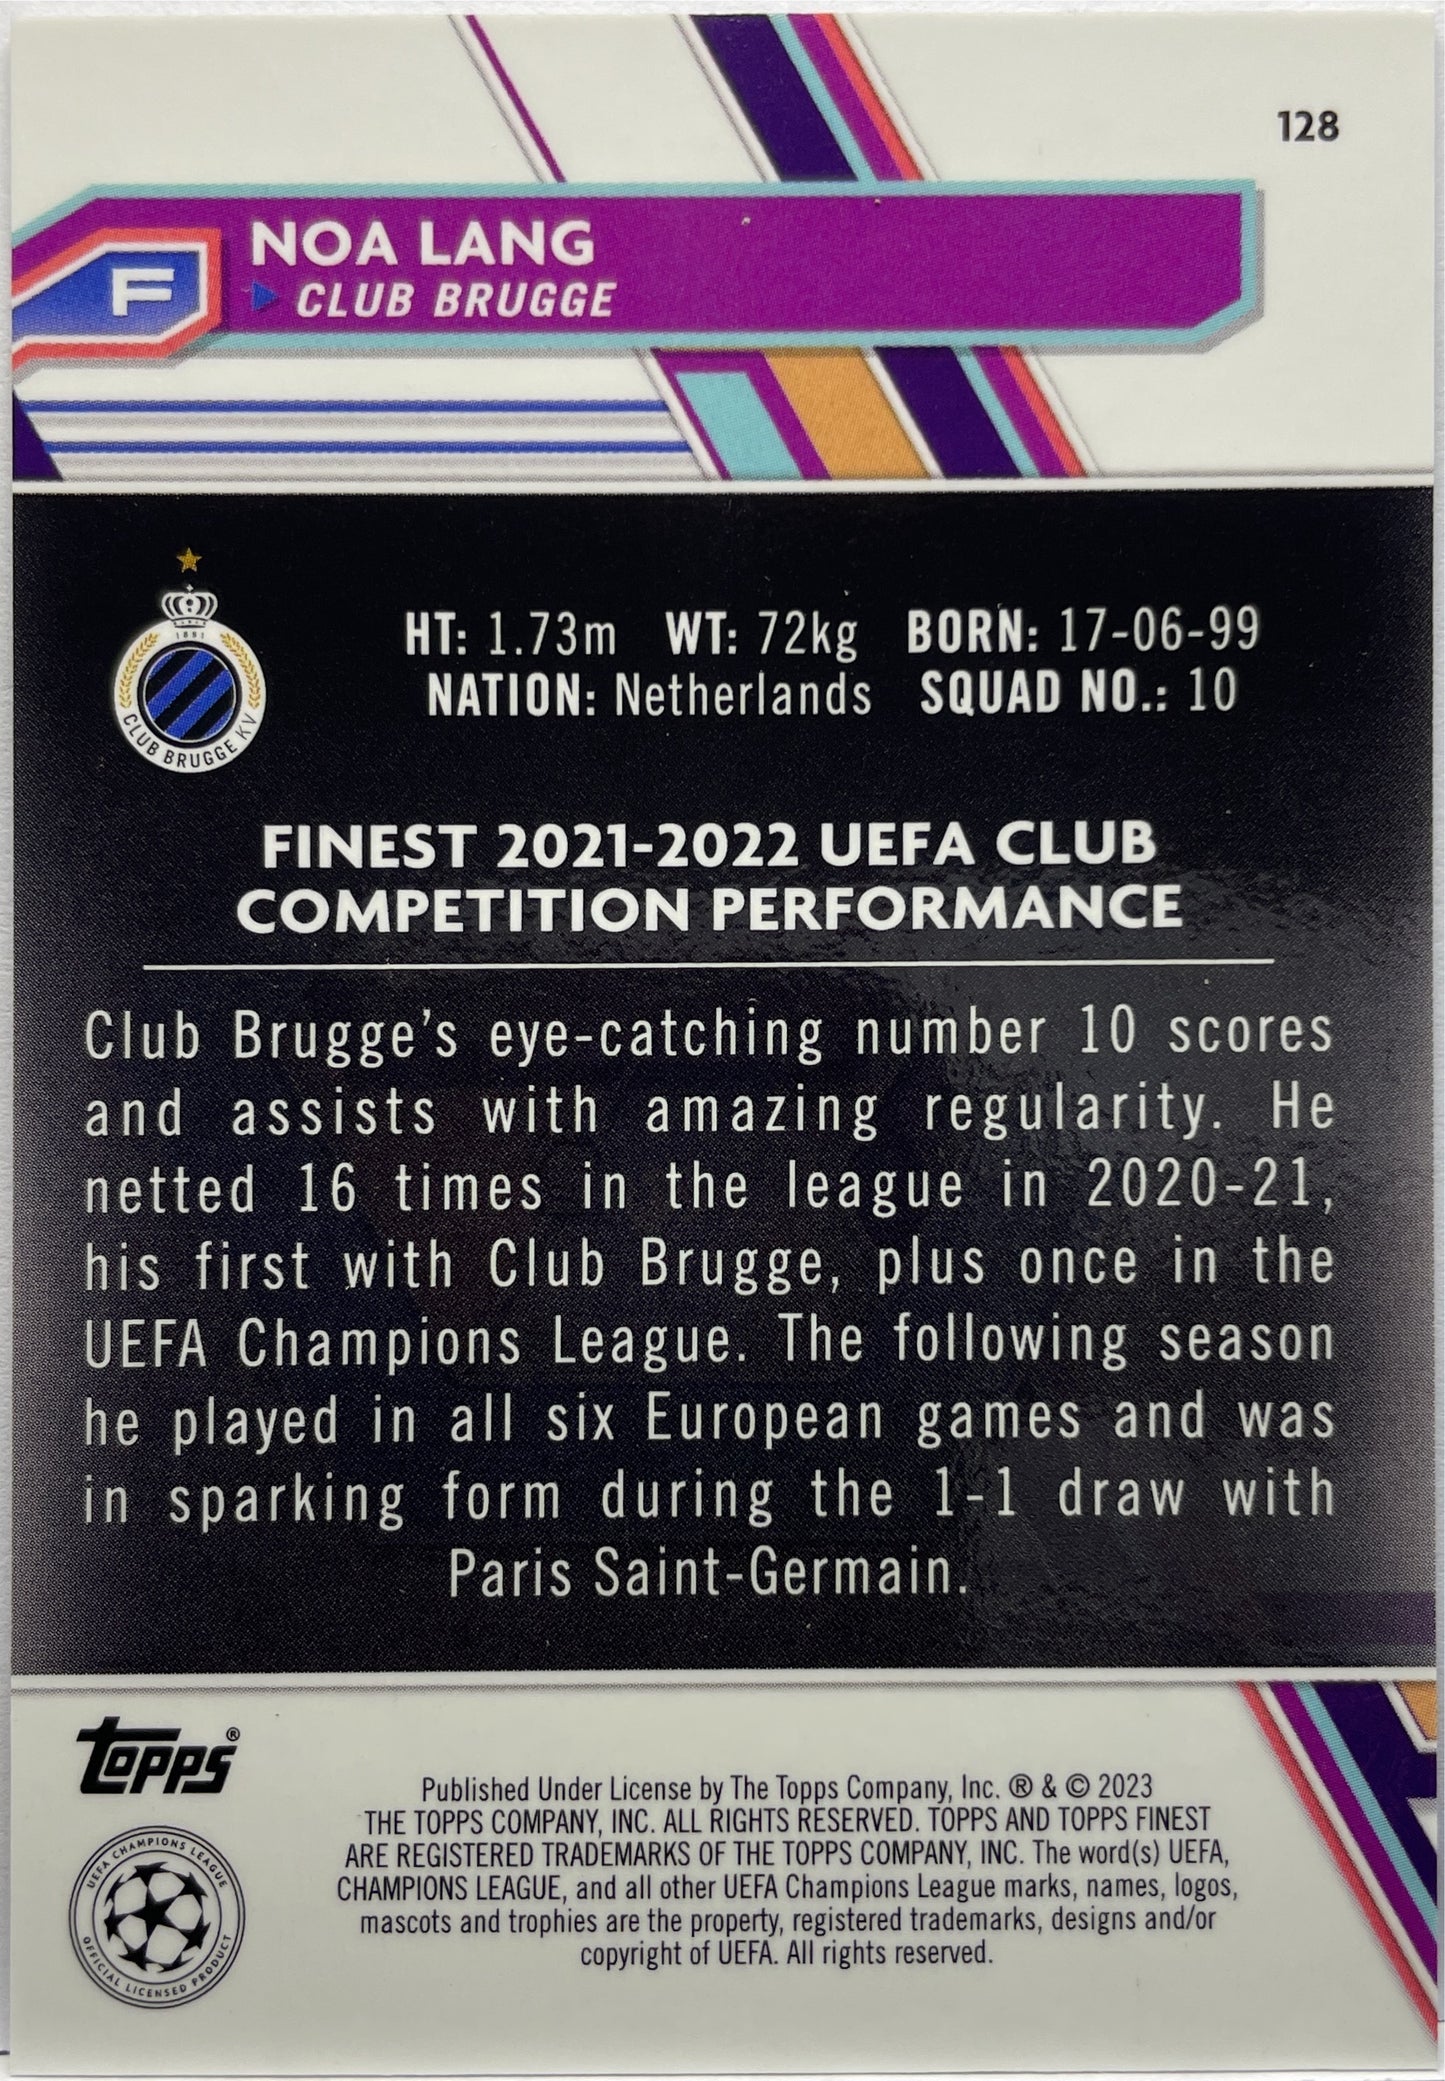 128
NOA LANG
F
CLUB BRUGGE
1891
CLUB BRUGGE KV
HT: 1.73m WT: 72kg BORN: 17-06-99
NATION: Netherlands SQUAD NO.: 10
FINEST 2021-2022 UEFA CLUB
COMPETITION PERFORMANCE
Club Brugge's eye-catching number 10 scores
and assists with amazing regularity. He
netted 16 times in the league in 2020-21,
his first with Club Brugge, plus once in the
UEFA Champions League. The following season
he played in all six European games and was
in sparking form during the 1-1 draw with
Paris Saint-Germain.
topps®
Published Under License by The Topps Company, Inc. ® & © 2023
THE TOPPS COMPANY, INC. ALL RIGHTS RESERVED. TOPPS AND TOPPS FINEST
ARE REGISTERED TRADEMARKS OF THE TOPPS COMPANY, INC. The word(s) UEFA,
CHAMPIONS LEAGUE, and all other UEFA Champions League marks, names, logos,
mascots and trophies are the property, registered trademarks, designs and/or
copyright of UEFA. All rights reserved.
UEFA CHAMPIONS LEAGUE
OFFICIAL LICENSED PRODUCT